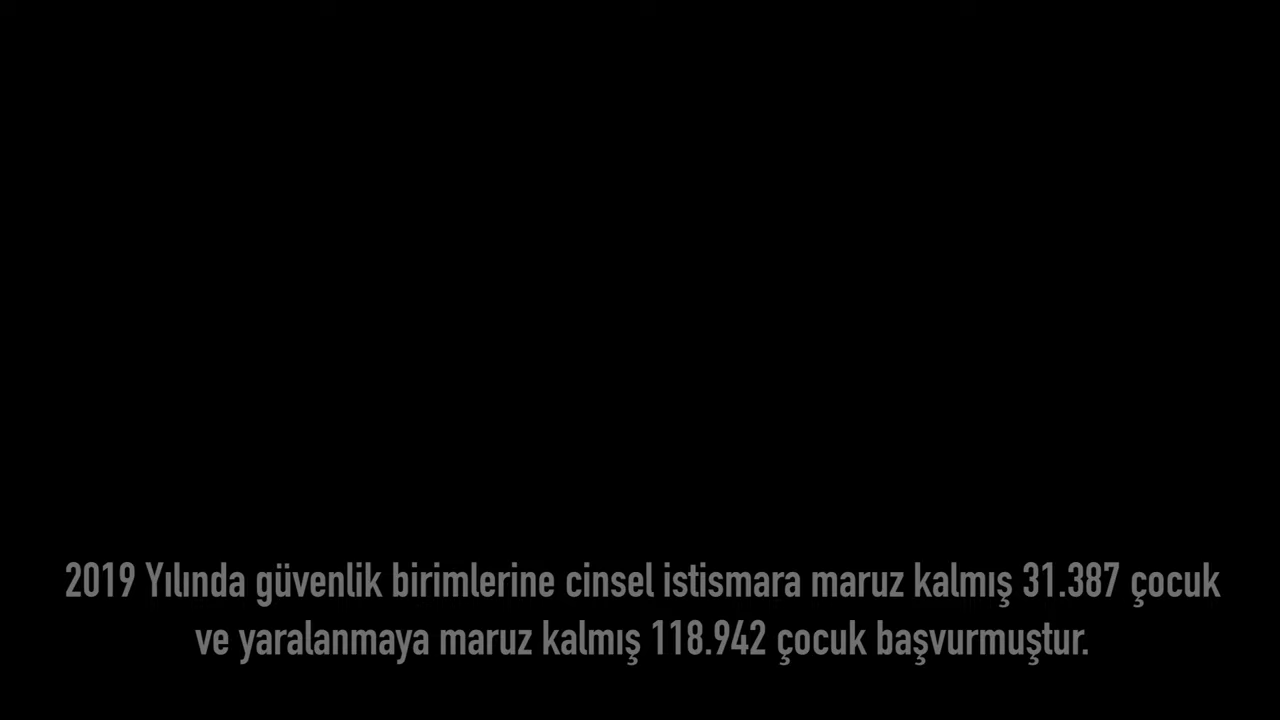 2019 Yılında güvenlik birimlerine cinsel istismara maruz kalmış 31.387 çocuk
ve yaralanmaya maruz kalmış 118.942 çocuk başvurmuştur.